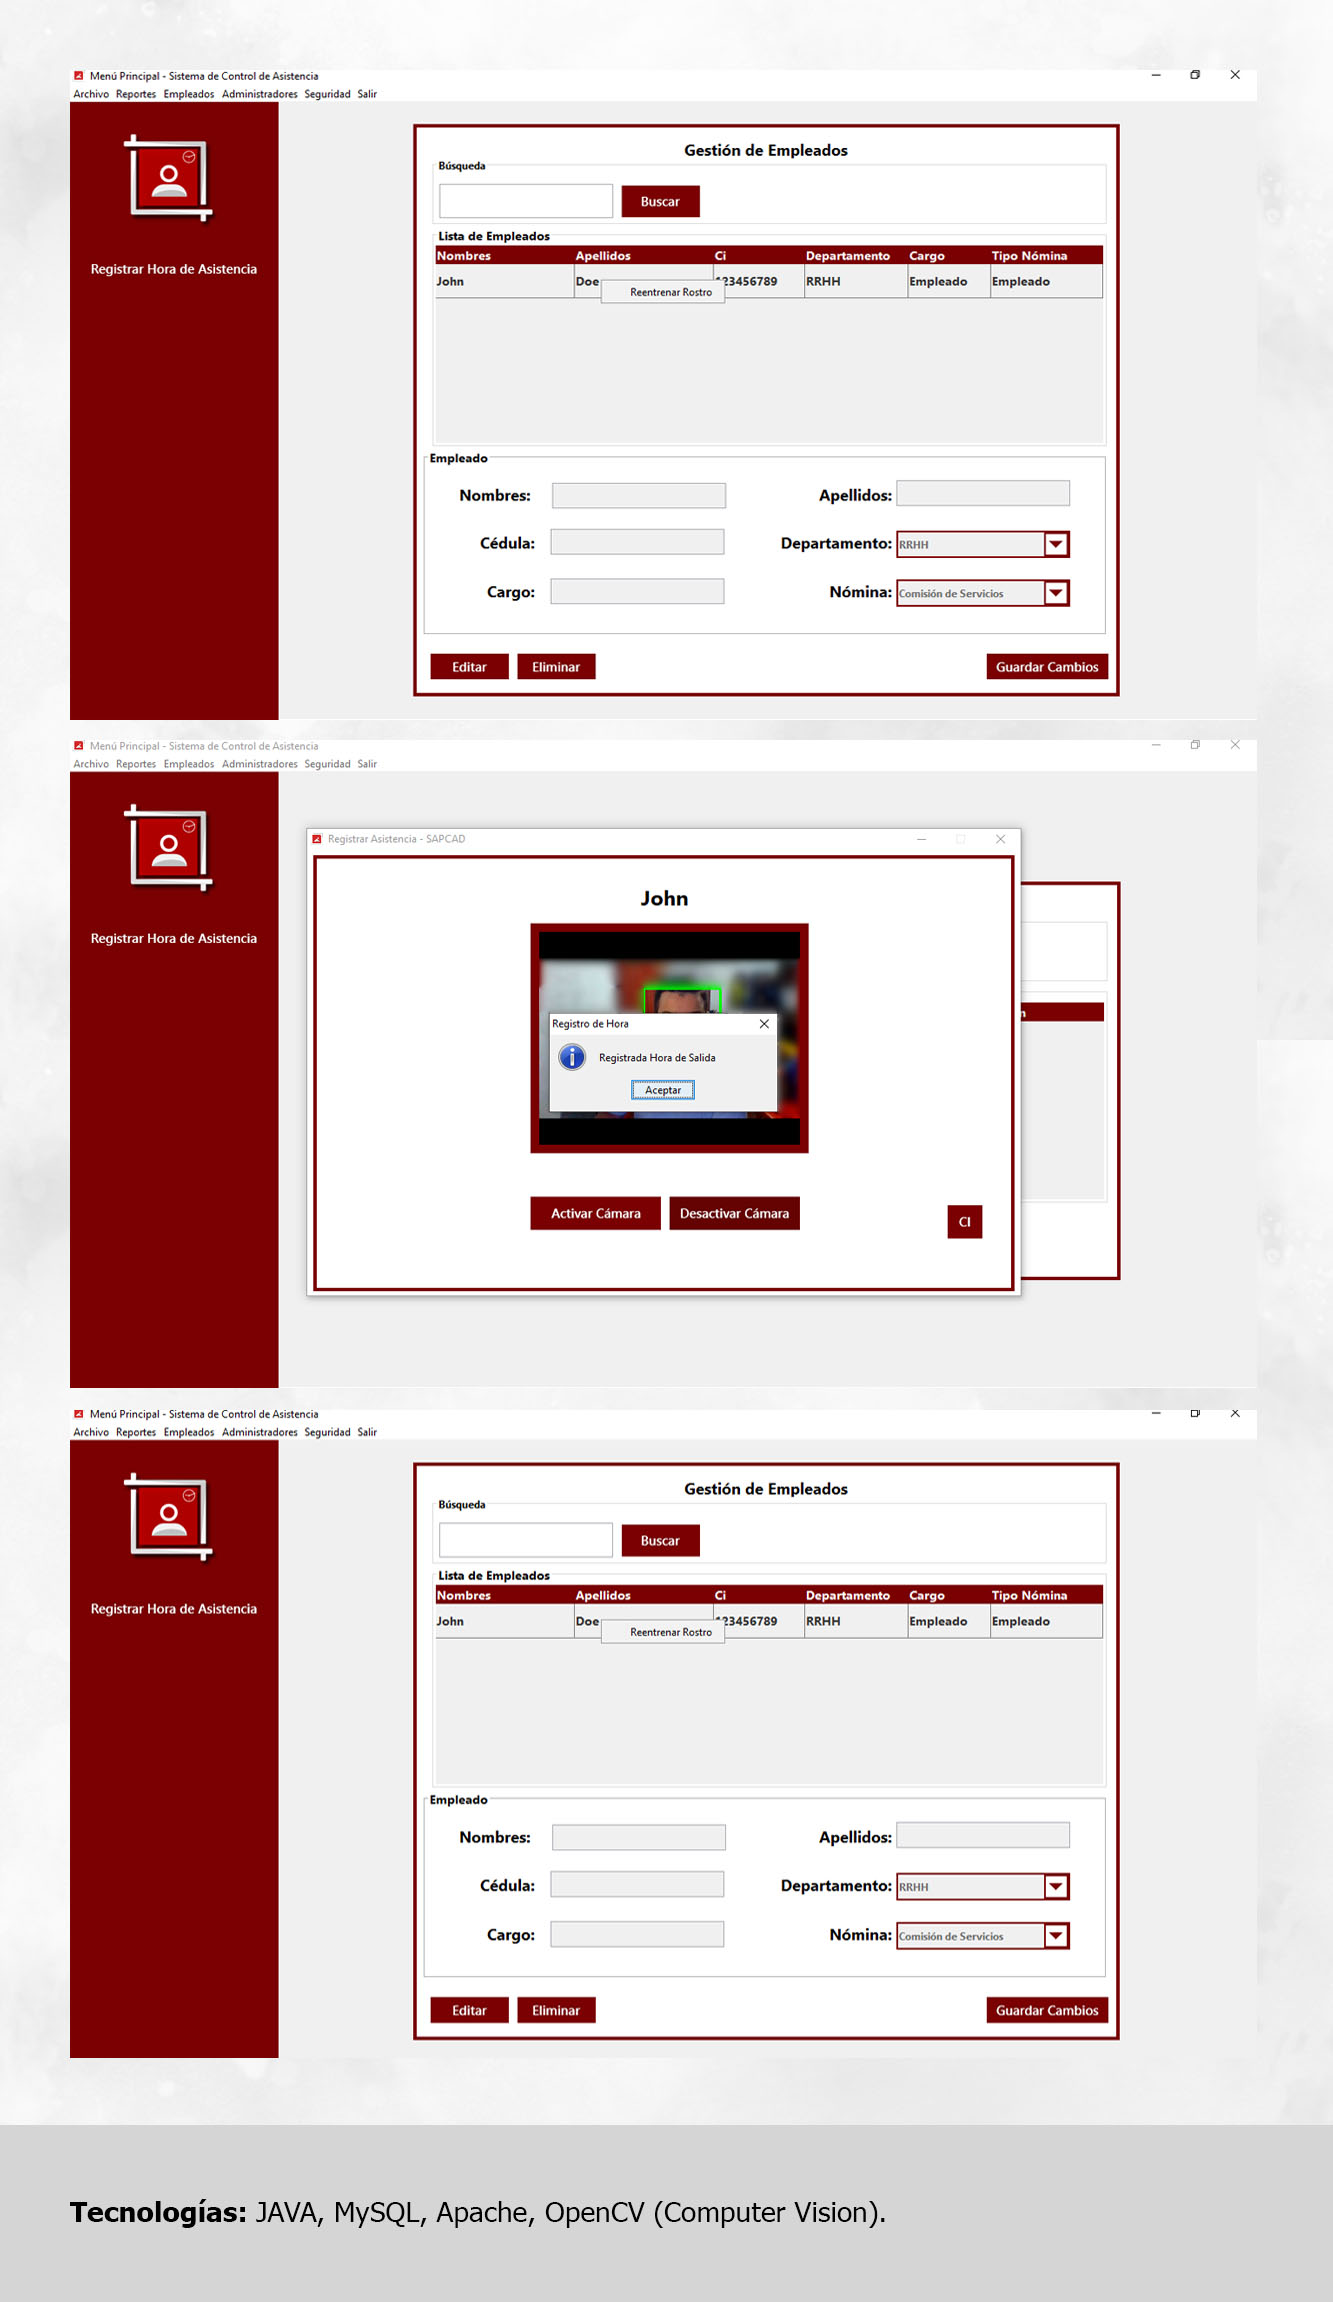 Menú Principal - Sistema de Control de Asistencia
Archivo Reportes Empleados Administradores Seguridad Salir
Registrar Hora de Asistencia
Gestión de Empleados
Búsqueda
Buscar
Lista de Empleados
Nombres Apellidos Ci Departamento Cargo Tipo Nómina
John Doe 123456789 RRHH Empleado Empleado
Reentrenar Rostro
Empleado
Nombres: Apellidos:
Cédula: Departamento: RRHH
Cargo: Nómina: Comisión de Servicios
Editar Eliminar Guardar Cambios
Menú Principal - Sistema de Control de Asistencia
Archivo Reportes Empleados Administradores Seguridad Salir
Registrar Hora de Asistencia
Registrar Asistencia - SAPCAD
John
Registro de Hora
Registrada Hora de Salida
Aceptar
Activar Cámara Desactivar Cámara
CI
n
Menú Principal - Sistema de Control de Asistencia
Archivo Reportes Empleados Administradores Seguridad Salir
Registrar Hora de Asistencia
Gestión de Empleados
Búsqueda
Buscar
Lista de Empleados
Nombres Apellidos Ci Departamento Cargo Tipo Nómina
John Doe 123456789 RRHH Empleado Empleado
Reentrenar Rostro
Empleado
Nombres: Apellidos:
Cédula: Departamento: RRHH
Cargo: Nómina: Comisión de Servicios
Editar Eliminar Guardar Cambios
Tecnologías: JAVA, MySQL, Apache, OpenCV (Computer Vision).